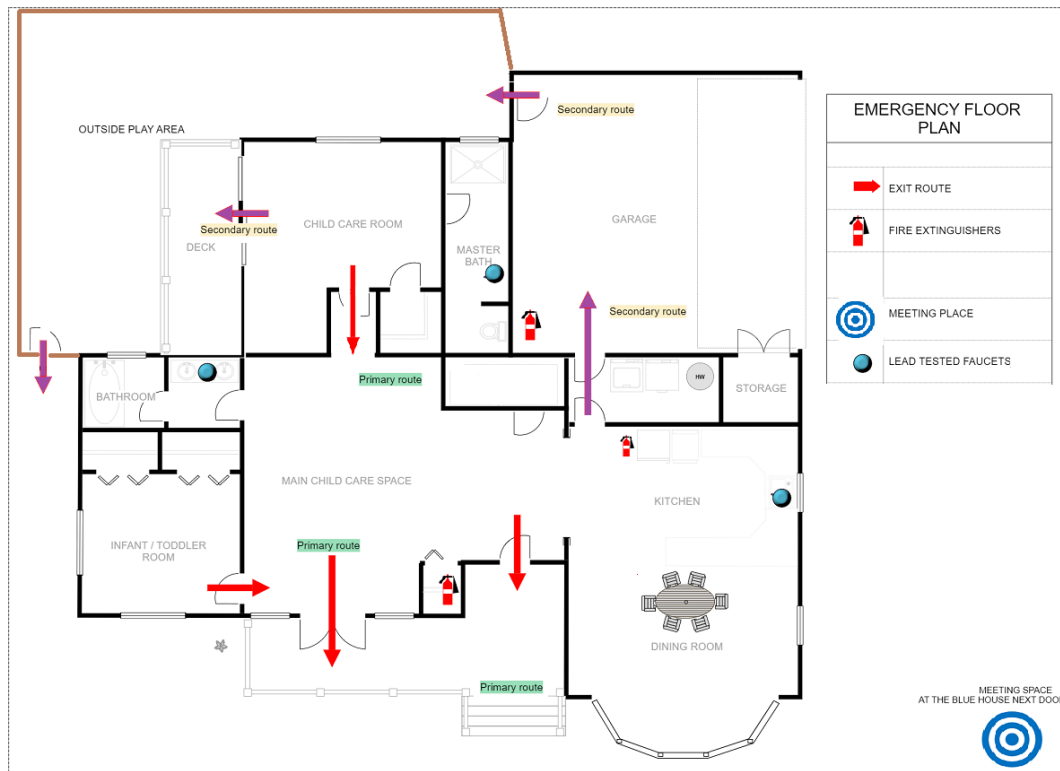 Secondary route
OUTSIDE PLAY AREA
EMERGENCY FLOOR
PLAN
EXIT ROUTE
FIRE EXTINGUISHERS
MEETING PLACE
LEAD TESTED FAUCETS
CHILD CARE ROOM
GARAGE
Secondary route
DECK
MASTER
BATH
Secondary route
Primary route
HW
STORAGE
BATHROOM
MAIN CHILD CARE SPACE
KITCHEN
INFANT / TODDLER
ROOM
Primary route
DINING ROOM
Primary route
MEETING SPACE
AT THE BLUE HOUSE NEXT DOO